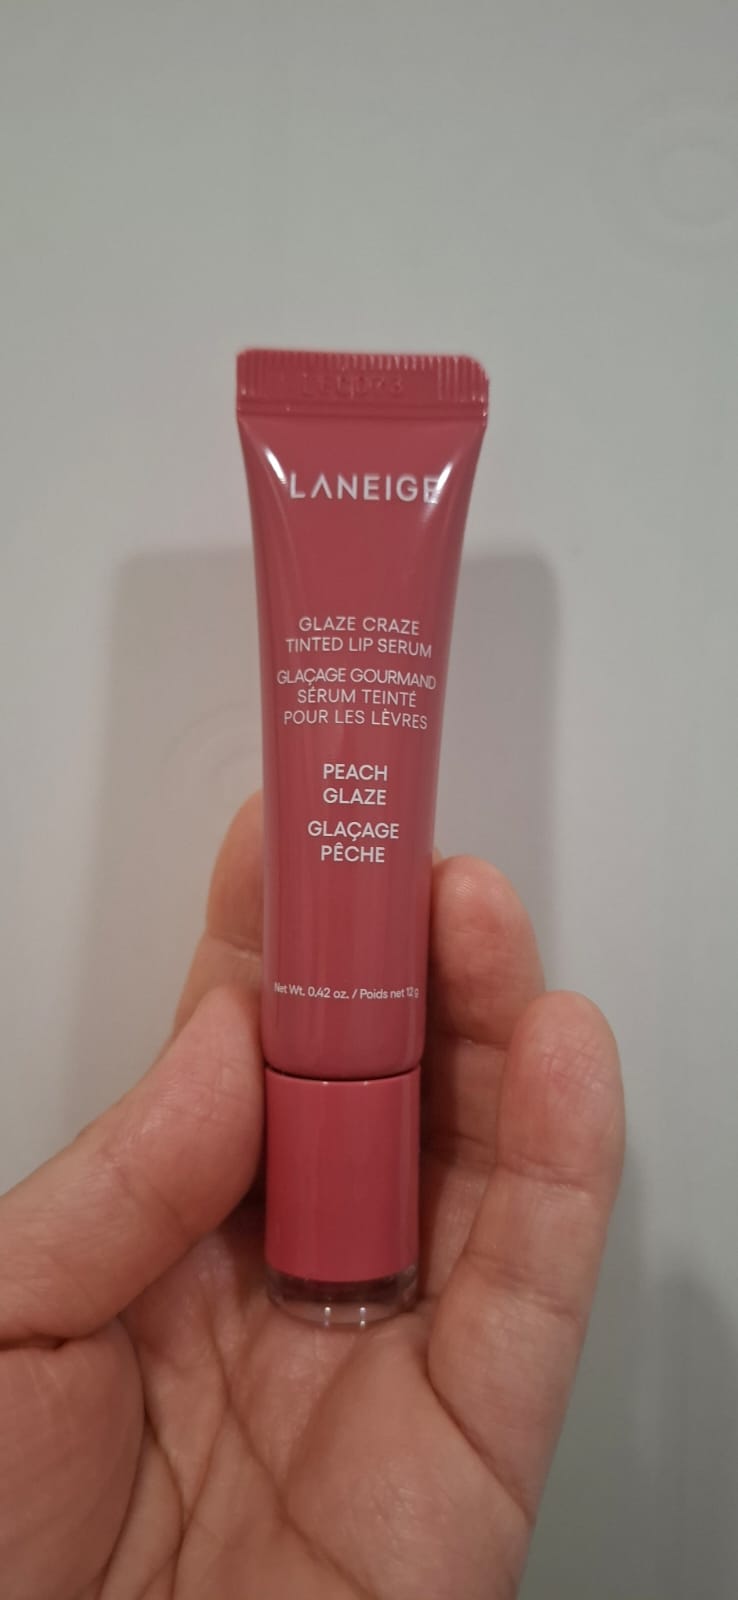 LANEIGE
GLAZE CRAZE
TINTED LIP SERUM
GLAÇAGE GOURMAND
SÉRUM TEINTÉ
POUR LES LÈVRES
PEACH
GLAZE
GLAÇAGE
PÊCHE
Net Wt. 0.42 oz. / Poids net 12 g